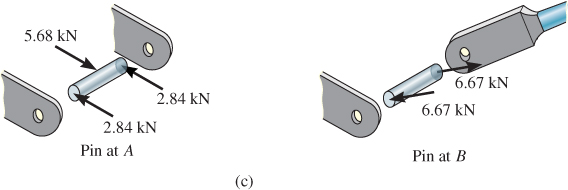 5.68 kN
2.84 kN
2.84 kN
Pin at A
6.67 kN
6.67 kN
Pin at B
(c)